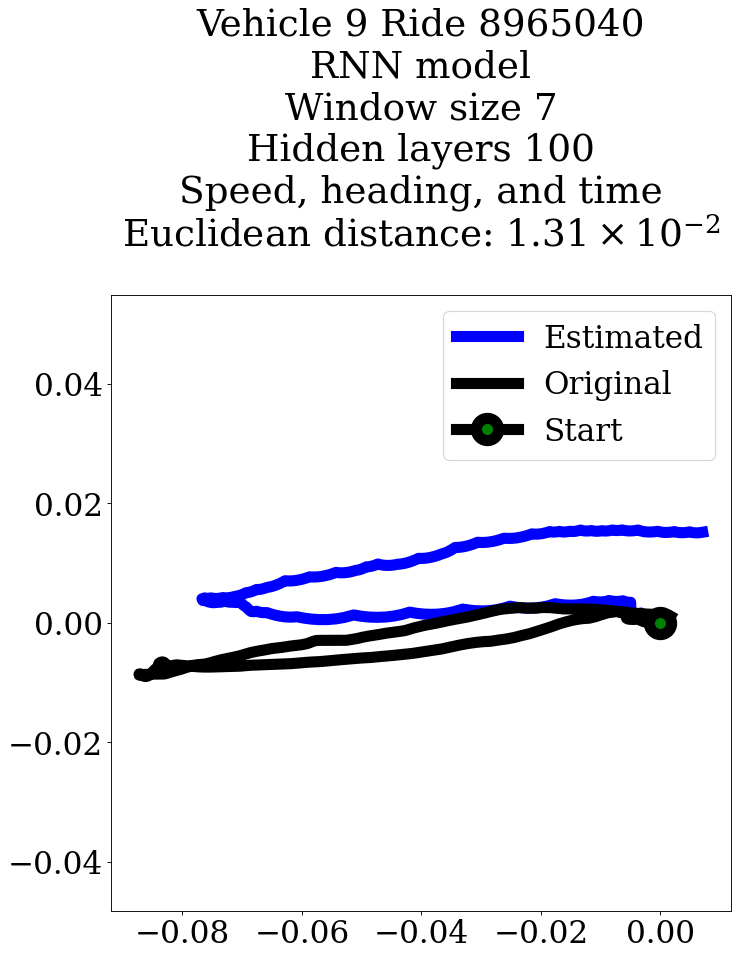 Vehicle 9 Ride 8965040
RNN model
Window size 7
Hidden layers 100
Speed, heading, and time
Euclidean distance: 1.31 × 10⁻²
Estimated
Original
Start
0.04
0.02
0.00
−0.02
−0.04
−0.08 −0.06 −0.04 −0.02 0.00